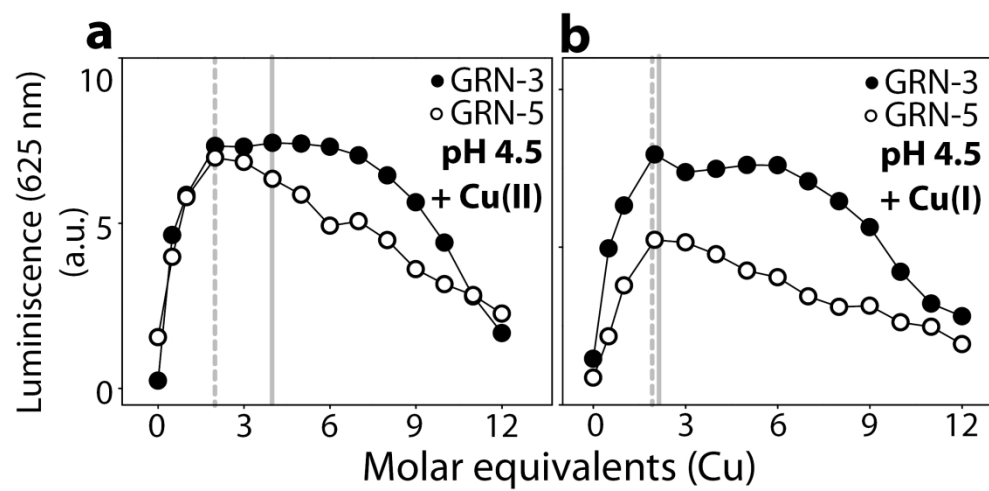 a
b
Luminiscence (625 nm)
(a.u.)
10
5
0
GRN-3
GRN-5
pH 4.5
+ Cu(II)
GRN-3
GRN-5
pH 4.5
+ Cu(I)
0 3 6 9 12
0 3 6 9 12
Molar equivalents (Cu)